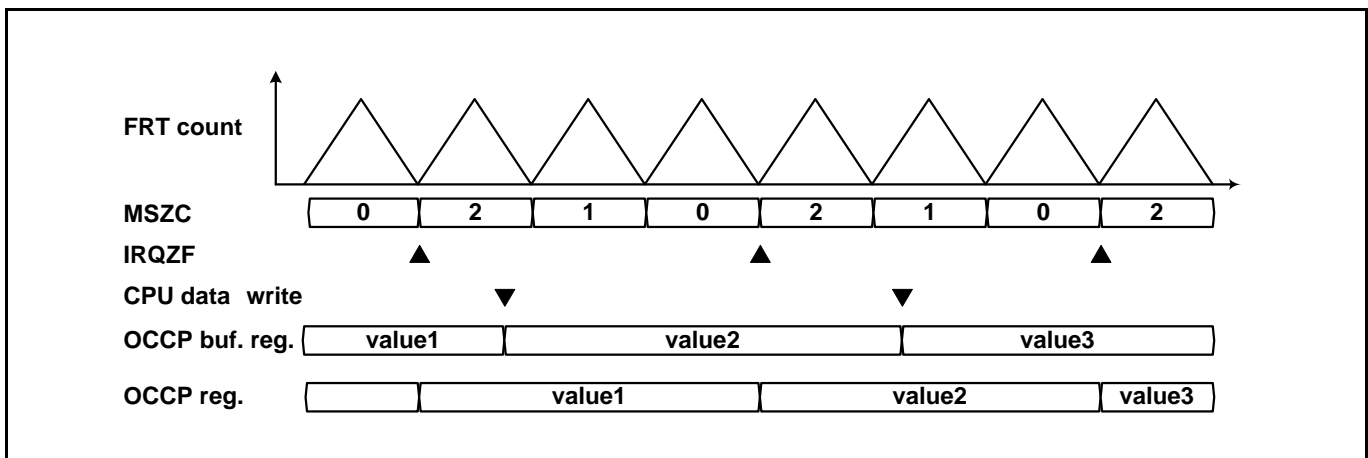 FRT count
MSZC 0 2 1 0 2 1 0 2
IRQZF
CPU data write
OCCP buf. reg. value1 value2 value3
OCCP reg. value1 value2 value3